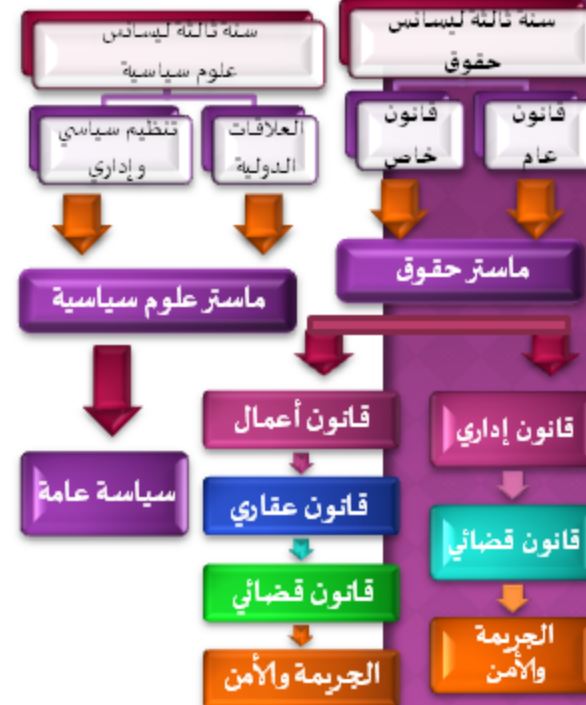 سنة ثالثة ليسانس
حقوق
قانون
عام
قانون
خاص
ماستر حقوق
قانون إداري
قانون قضائي
الجريمة
والأمن
قانون أعمال
قانون عقاري
قانون قضائي
الجريمة والأمن
سنة ثالثة ليسانس
علوم سياسية
العلاقات
الدولية
تنظيم سياسي
وإداري
ماستر علوم سياسية
سياسة عامة